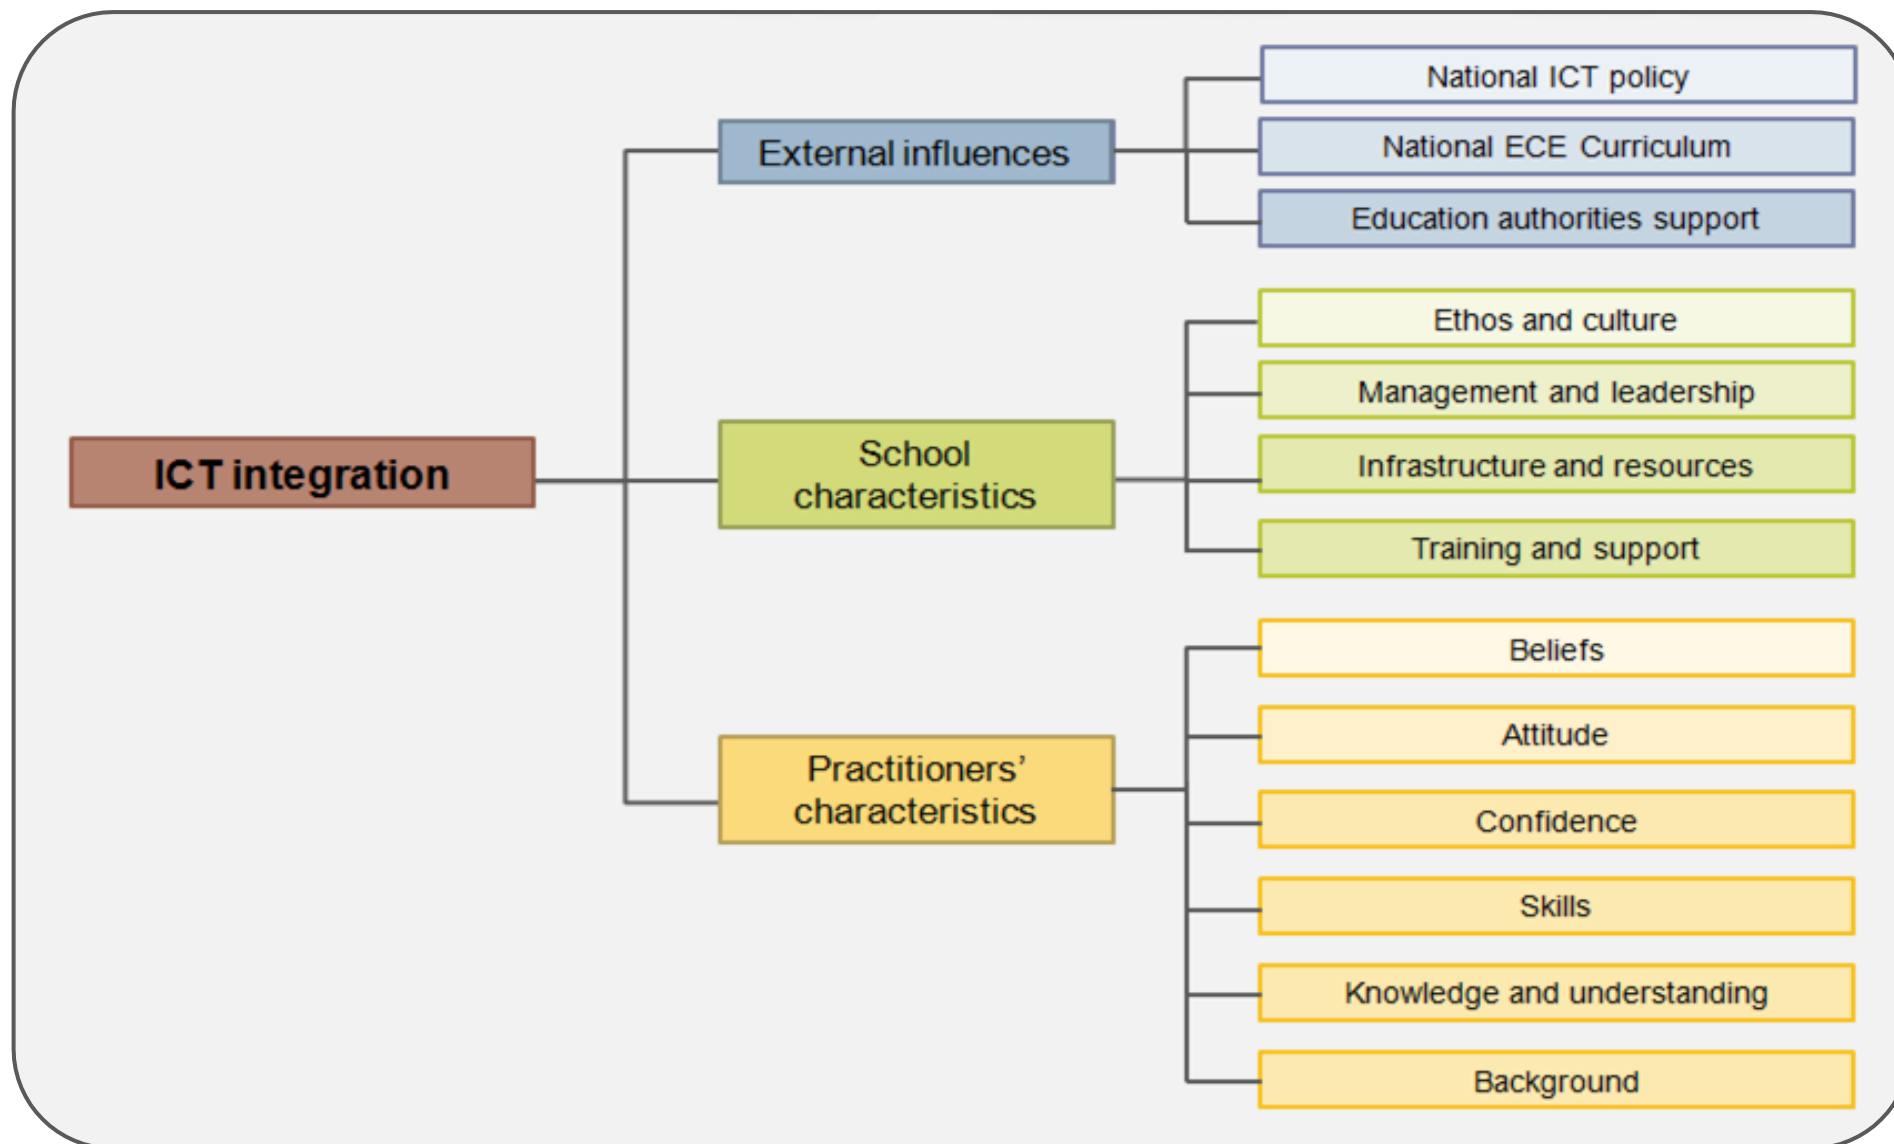 ICT integration
External influences
National ICT policy
National ECE Curriculum
Education authorities support
School
characteristics
Ethos and culture
Management and leadership
Infrastructure and resources
Training and support
Practitioners’
characteristics
Beliefs
Attitude
Confidence
Skills
Knowledge and understanding
Background